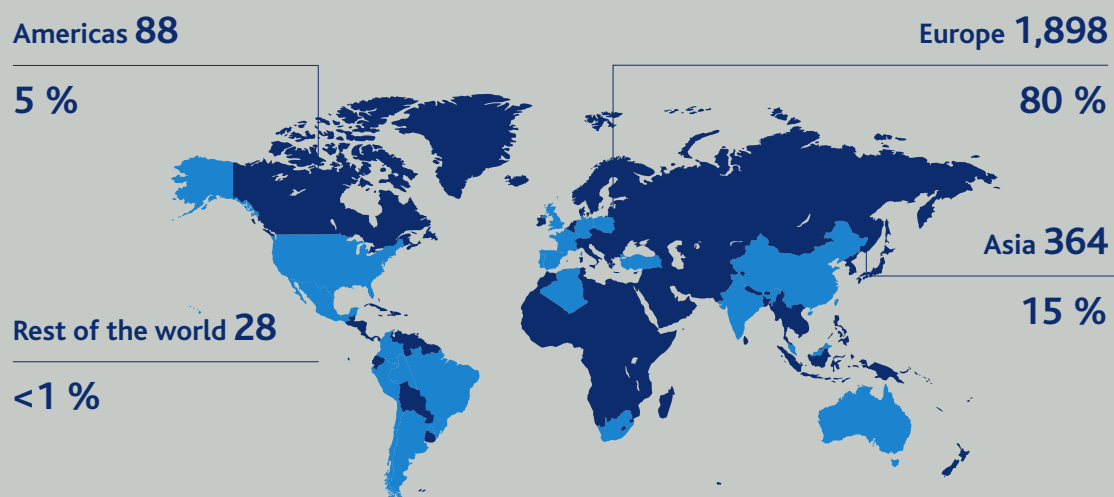 Americas 88
5 %
Europe 1,898
80 %
Asia 364
15 %
Rest of the world 28
<1 %